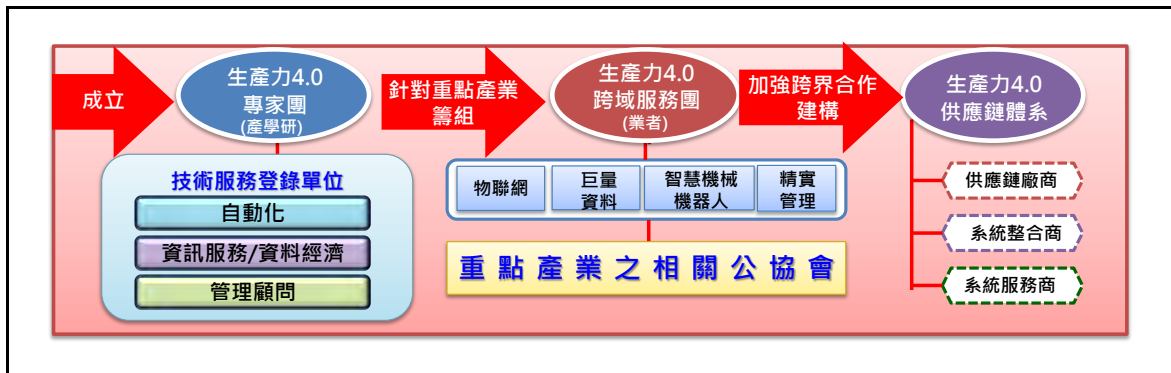 成立
生產力4.0
專家團
(產學研)
針對重點產業
籌組
生產力4.0
跨域服務團
(業者)
加強跨界合作
建構
生產力4.0
供應鏈體系
技術服務登錄單位
自動化
資訊服務/資料經濟
管理顧問
物聯網
巨量
資料
智慧機械
機器人
精實
管理
重點產業之相關公協會
供應鏈廠商
系統整合商
系統服務商